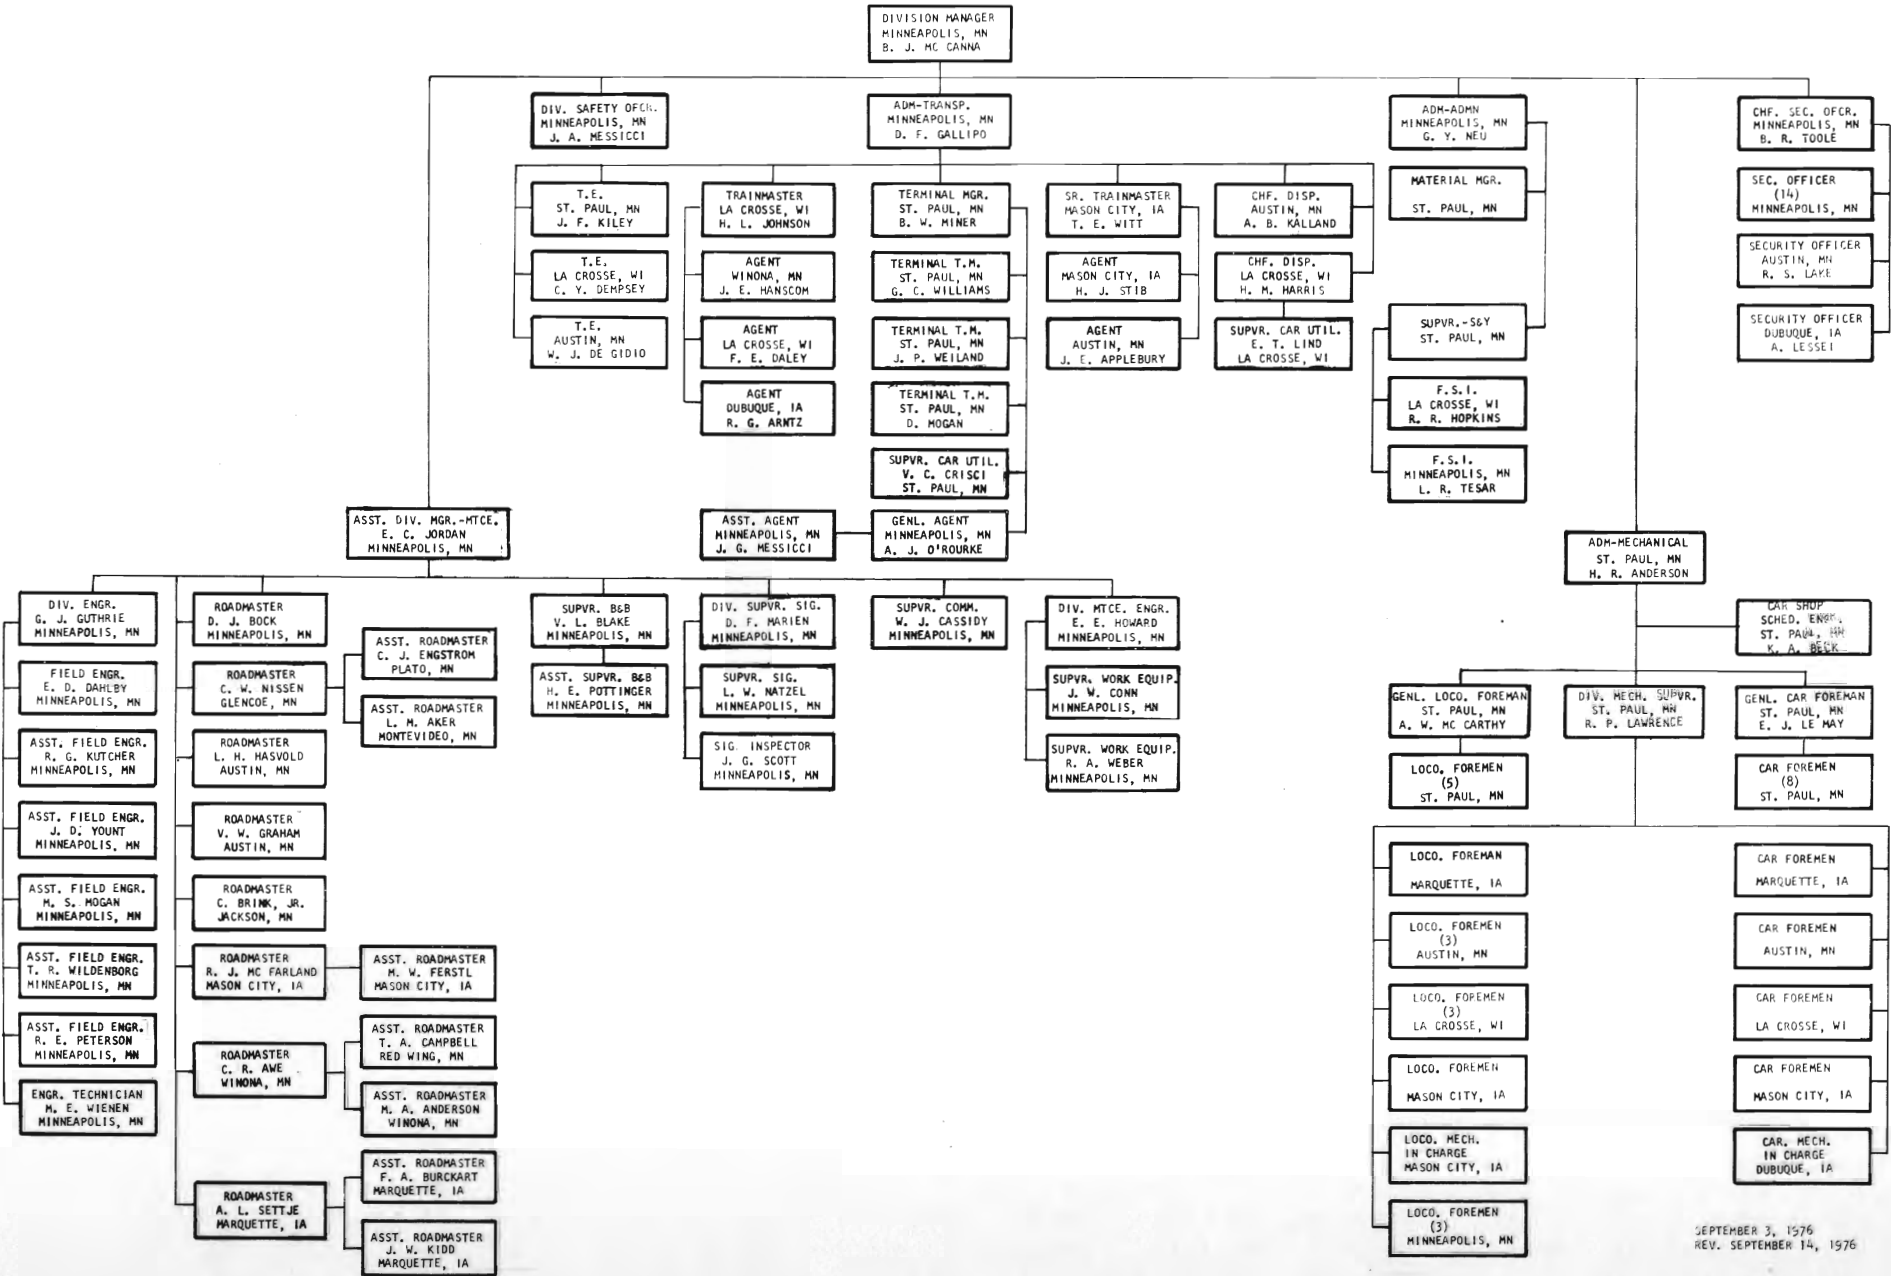 DIVISION MANAGER
MINNEAPOLIS, MN
B. J. MC CANNA
DIV. SAFETY OFCR.
MINNEAPOLIS, MN
J. A. MESSICCI
ADM-TRANSP.
MINNEAPOLIS, MN
D. F. GALLIPO
ADM-ADMN
MINNEAPOLIS, MN
G. Y. NEU
CHF. SEC. OFCR.
MINNEAPOLIS, MN
B. R. TOOLE
T.E.
ST. PAUL, MN
J. F. KILEY
T.E.
LA CROSSE, WI
C. Y. DEMPSEY
T.E.
AUSTIN, MN
W. J. DE GIDIO
TRAINMASTER
LA CROSSE, WI
H. L. JOHNSON
AGENT
WINONA, MN
J. E. HANSCOM
AGENT
LA CROSSE, WI
F. E. DALEY
AGENT
DUBUQUE, IA
R. G. ARNTZ
TERMINAL MGR.
ST. PAUL, MN
B. W. MINER
TERMINAL T.M.
ST. PAUL, MN
G. C. WILLIAMS
TERMINAL T.M.
ST. PAUL, MN
J. P. WEILAND
TERMINAL T.M.
ST. PAUL, MN
D. MOGAN
SUPVR. CAR UTIL.
V. C. CRISCI
ST. PAUL, MN
ASST. AGENT
MINNEAPOLIS, MN
J. G. MESSICCI
GENL. AGENT
MINNEAPOLIS, MN
A. J. O'ROURKE
SR. TRAINMASTER
MASON CITY, IA
T. E. WITT
AGENT
MASON CITY, IA
H. J. STIB
AGENT
AUSTIN, MN
J. E. APPLEBURY
CHF. DISP.
AUSTIN, MN
A. B. KALLAND
CHF. DISP.
LA CROSSE, WI
H. M. HARRIS
SUPVR. CAR UTIL.
E. T. LIND
LA CROSSE, WI
MATERIAL MGR.
ST. PAUL, MN
SUPVR.-S&Y
ST. PAUL, MN
F.S.I.
LA CROSSE, WI
R. R. HOPKINS
F.S.I.
MINNEAPOLIS, MN
L. R. TESAR
SEC. OFFICER
(14)
MINNEAPOLIS, MN
SECURITY OFFICER
AUSTIN, MN
R. S. LAKE
SECURITY OFFICER
DUBUQUE, IA
A. LESSEI
ASST. DIV. MGR.-MTCE.
E. C. JORDAN
MINNEAPOLIS, MN
DIV. ENGR.
G. J. GUTHRIE
MINNEAPOLIS, MN
FIELD ENGR.
E. D. DAHLBY
MINNEAPOLIS, MN
ASST. FIELD ENGR.
R. G. KUTCHER
MINNEAPOLIS, MN
ASST. FIELD ENGR.
J. D. YOUNT
MINNEAPOLIS, MN
ASST. FIELD ENGR.
M. S. MOGAN
MINNEAPOLIS, MN
ASST. FIELD ENGR.
T. R. WILDENBORG
MINNEAPOLIS, MN
ASST. FIELD ENGR.
R. E. PETERSON
MINNEAPOLIS, MN
ENGR. TECHNICIAN
M. E. WIENEN
MINNEAPOLIS, MN
ROADMASTER
D. J. BOCK
MINNEAPOLIS, MN
ROADMASTER
C. W. NISSEN
GLENCOE, MN
ASST. ROADMASTER
C. J. ENGSTROM
PLATO, MN
ASST. ROADMASTER
L. M. AKER
MONTEVIDEO, MN
ROADMASTER
L. H. HASVOLD
AUSTIN, MN
ROADMASTER
V. W. GRAHAM
AUSTIN, MN
ROADMASTER
C. BRINK, JR.
JACKSON, MN
ROADMASTER
R. J. MC FARLAND
MASON CITY, IA
ASST. ROADMASTER
M. W. FERSTL
MASON CITY, IA
ROADMASTER
C. R. AWE
WINONA, MN
ASST. ROADMASTER
T. A. CAMPBELL
RED WING, MN
ASST. ROADMASTER
M. A. ANDERSON
WINONA, MN
ROADMASTER
A. L. SETTJE
MARQUETTE, IA
ASST. ROADMASTER
F. A. BURCKART
MARQUETTE, IA
ASST. ROADMASTER
J. W. KIDD
MARQUETTE, IA
SUPVR. B&B
V. L. BLAKE
MINNEAPOLIS, MN
ASST. SUPVR. B&B
H. E. POTTINGER
MINNEAPOLIS, MN
DIV. SUPVR. SIG.
D. F. MARIEN
MINNEAPOLIS, MN
SUPVR. SIG.
L. W. NATZEL
MINNEAPOLIS, MN
SIG. INSPECTOR
J. G. SCOTT
MINNEAPOLIS, MN
SUPVR. COMM.
W. J. CASSIDY
MINNEAPOLIS, MN
DIV. MTCE. ENGR.
E. E. HOWARD
MINNEAPOLIS, MN
SUPVR. WORK EQUIP.
J. W. CONN
MINNEAPOLIS, MN
SUPVR. WORK EQUIP.
R. A. WEBER
MINNEAPOLIS, MN
ADM-MECHANICAL
ST. PAUL, MN
H. R. ANDERSON
CAR SHOP
SCHED. ENGR.
ST. PAUL, MN
K. A. BECK
GENL. LOCO. FOREMAN
ST. PAUL, MN
A. W. MC CARTHY
LOCO. FOREMEN
(5)
ST. PAUL, MN
DIV. MECH. SUPVR.
ST. PAUL, MN
R. P. LAWRENCE
GENL. CAR FOREMAN
ST. PAUL, MN
E. J. LE MAY
CAR FOREMEN
(8)
ST. PAUL, MN
LOCO. FOREMAN
MARQUETTE, IA
LOCO. FOREMEN
(3)
AUSTIN, MN
LOCO. FOREMEN
(3)
LA CROSSE, WI
LOCO. FOREMEN
MASON CITY, IA
LOCO. MECH.
IN CHARGE
MASON CITY, IA
LOCO. FOREMEN
(3)
MINNEAPOLIS, MN
CAR FOREMEN
MARQUETTE, IA
CAR FOREMEN
AUSTIN, MN
CAR FOREMEN
LA CROSSE, WI
CAR FOREMEN
MASON CITY, IA
CAR. MECH.
IN CHARGE
DUBUQUE, IA
SEPTEMBER 3, 1976
REV. SEPTEMBER 14, 1976